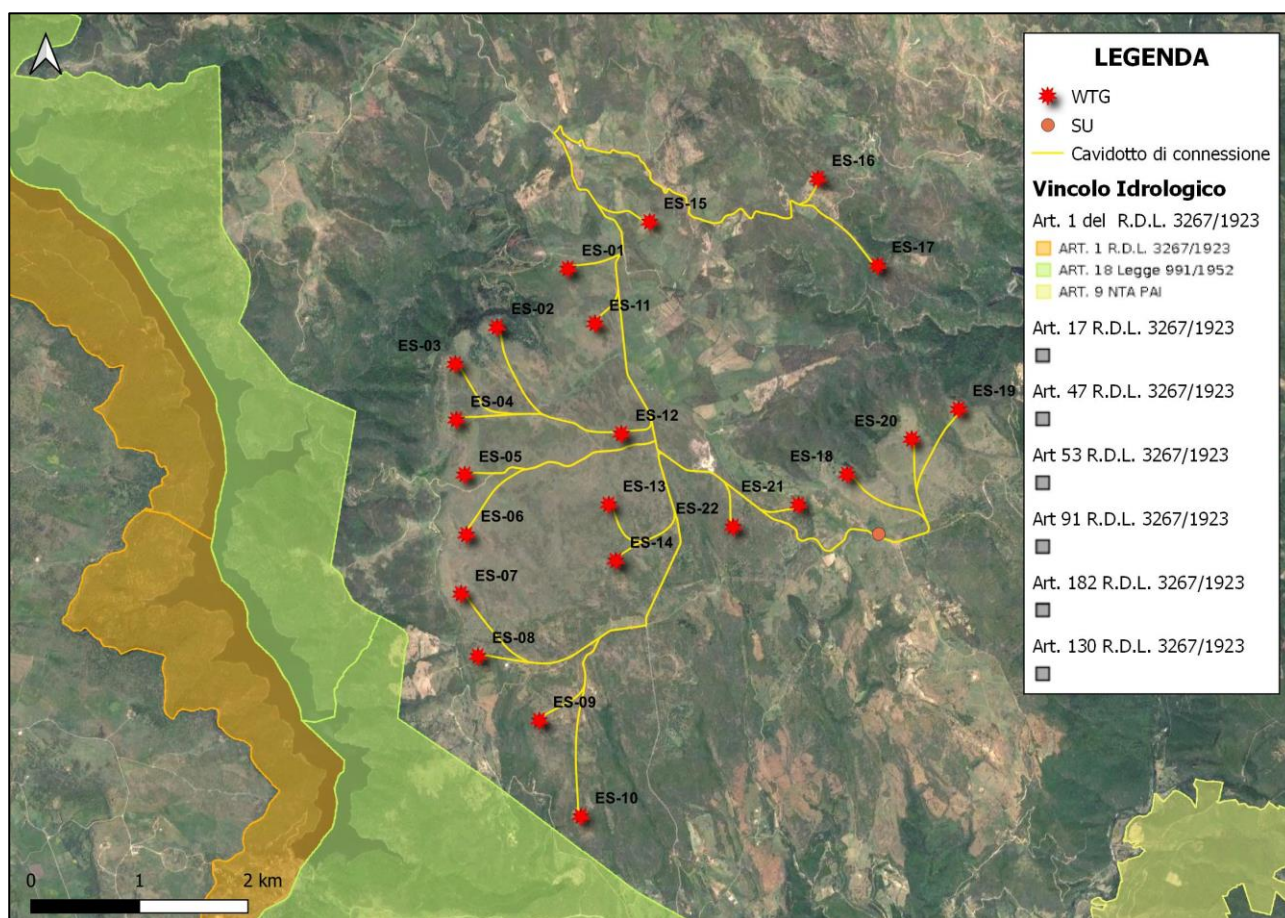 LEGENDA
WTG
SU
Cavidotto di connessione
Vincolo Idrologico
Art. 1 del R.D.L. 3267/1923
ART. 1 R.D.L. 3267/1923
ART. 18 Legge 991/1952
ART. 9 NTA PAI
Art. 17 R.D.L. 3267/1923
Art. 47 R.D.L. 3267/1923
Art 53 R.D.L. 3267/1923
Art 91 R.D.L. 3267/1923
Art. 182 R.D.L. 3267/1923
Art. 130 R.D.L. 3267/1923
ES-16
ES-15
ES-01
ES-17
ES-11
ES-02
ES-03
ES-04
ES-12
ES-19
ES-20
ES-05
ES-18
ES-13
ES-21
ES-06
ES-22
ES-14
ES-07
ES-08
ES-09
ES-10
0 1 2 km